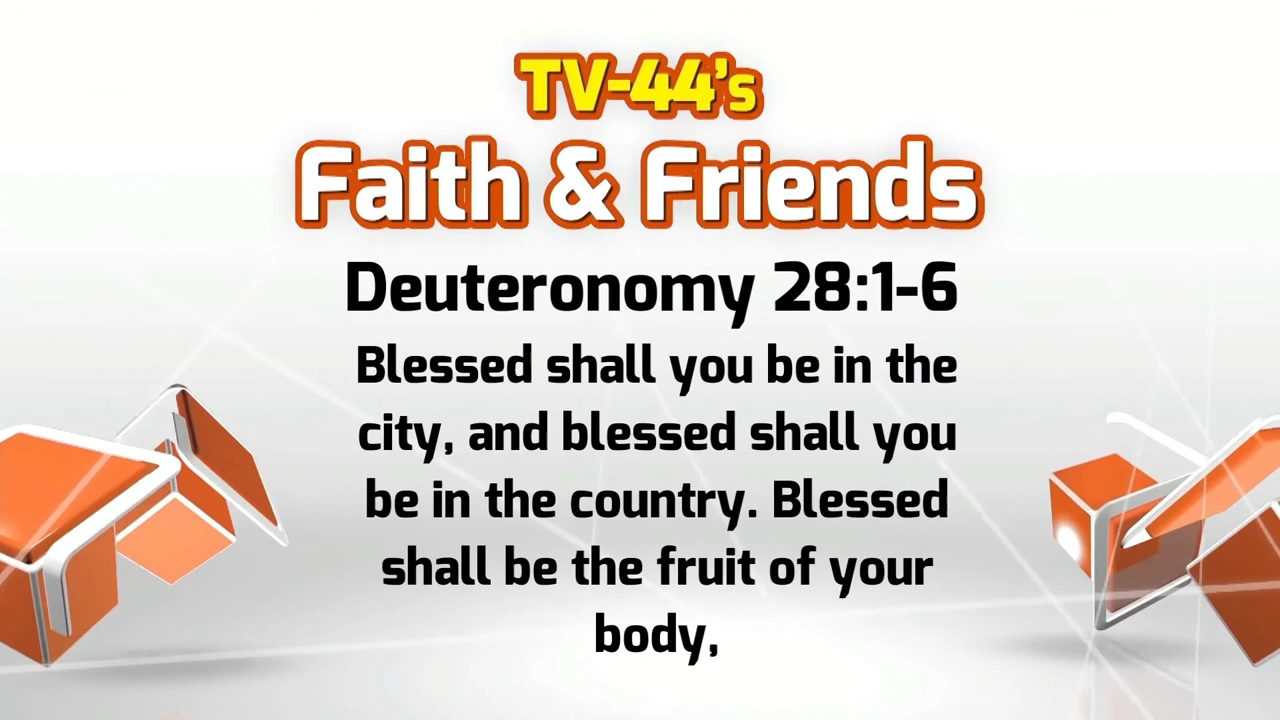 TV-44's
Faith & Friends
Deuteronomy 28:1-6
Blessed shall you be in the
city, and blessed shall you
be in the country. Blessed
shall be the fruit of your
body,